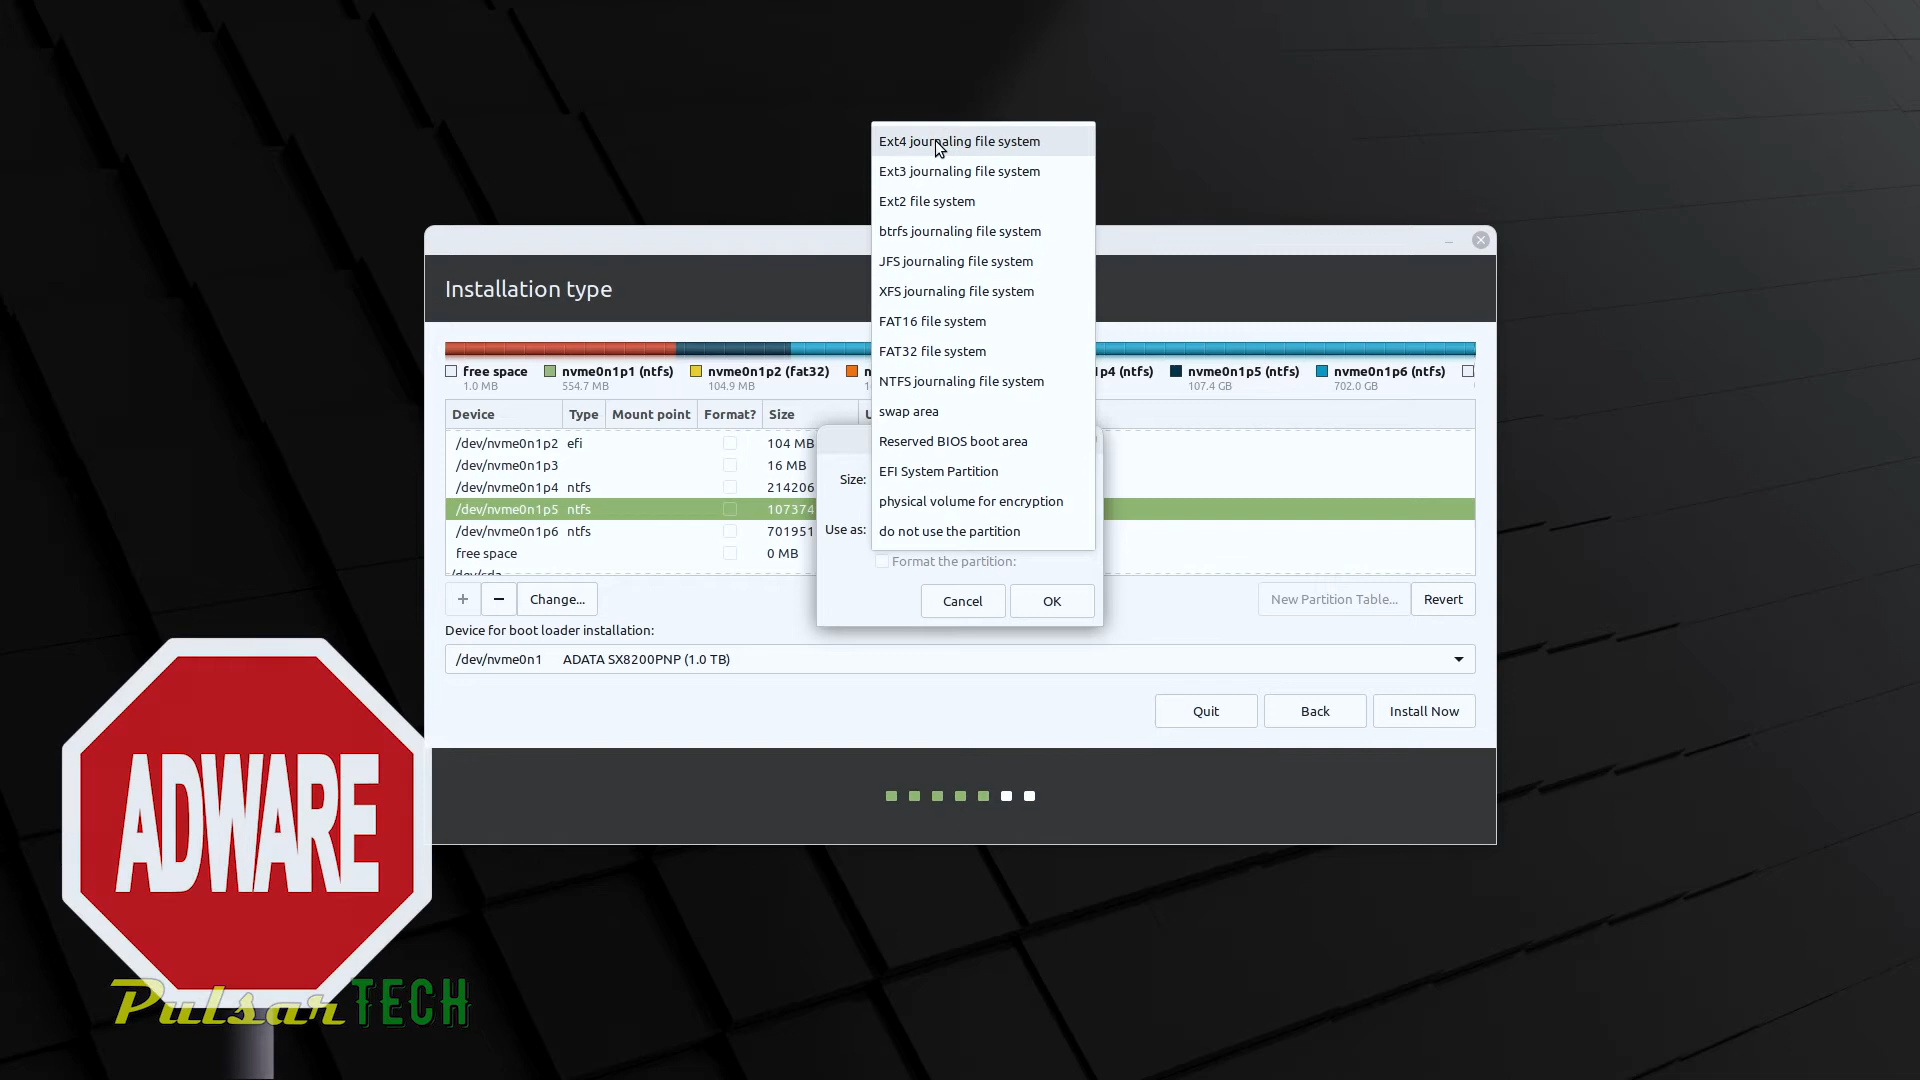 Ext4 journaling file system
Ext3 journaling file system
Ext2 file system
btrfs journaling file system
JFS journaling file system
XFS journaling file system
FAT16 file system
FAT32 file system
NTFS journaling file system
swap area
Reserved BIOS boot area
EFI System Partition
physical volume for encryption
do not use the partition
Installation type
free space nvme0n1p1 (ntfs) nvme0n1p2 (fat32) (ntfs) nvme0n1p5 (ntfs) nvme0n1p6 (ntfs)
1.0 MB 554.7 MB 104.9 MB 107.4 GB 702.0 GB
Device Type Mount point Format? Size
/dev/nvme0n1p2 efi 104 MB
/dev/nvme0n1p3 16 MB
/dev/nvme0n1p4 ntfs 214206
/dev/nvme0n1p5 ntfs 107374
/dev/nvme0n1p6 ntfs 701951
free space 0 MB
/dev/sda
Size:
Use as:
Format the partition:
Cancel OK
+ − Change... New Partition Table... Revert
Device for boot loader installation:
/dev/nvme0n1 ADATA SX8200PNP (1.0 TB)
Quit Back Install Now
ADWARE
PulsarTECH